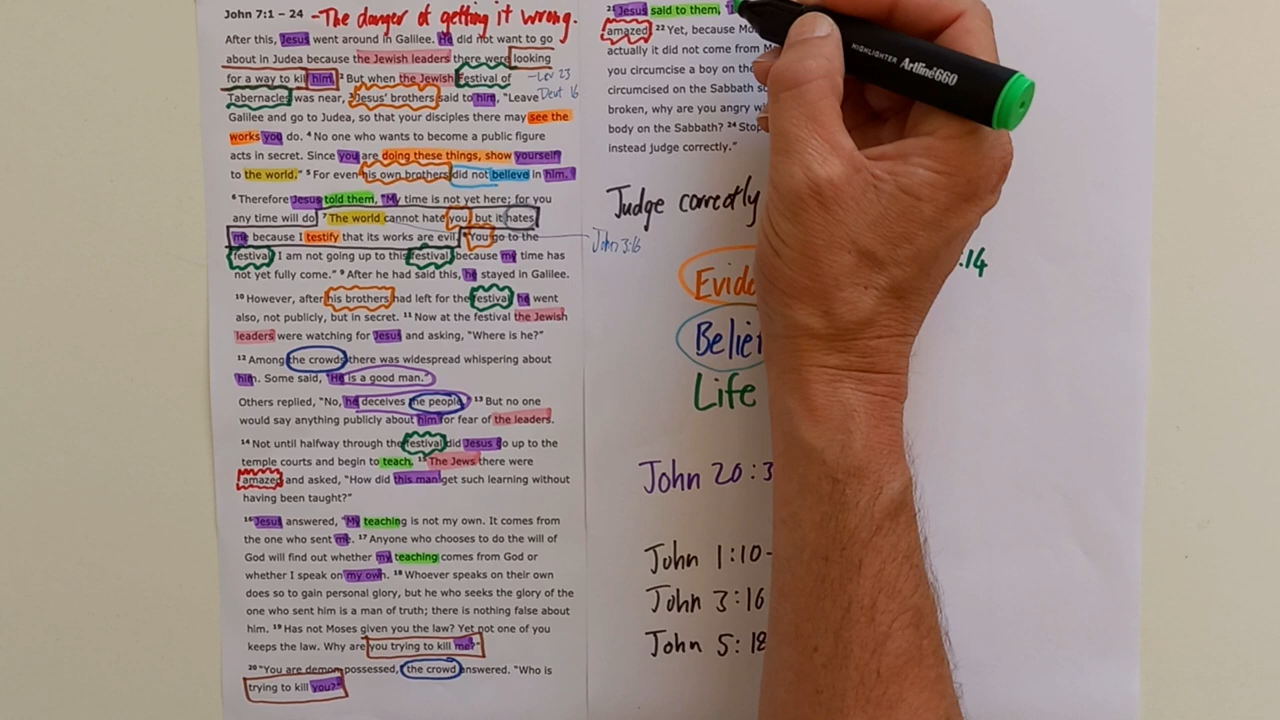 John 7:1 – 24 -The danger of getting it wrong.
After this, Jesus went around in Galilee. He did not want to go
about in Judea because the Jewish leaders there were looking
for a way to kill him. ² But when the Jewish Festival of
Tabernacles was near, ³ Jesus' brothers said to him, "Leave
Galilee and go to Judea, so that your disciples there may see the
works you do. ⁴ No one who wants to become a public figure
acts in secret. Since you are doing these things, show yourself
to the world." ⁵ For even his own brothers did not believe in him.
-Lev 23
Deut 16
⁶ Therefore Jesus told them, "My time is not yet here; for you
any time will do. ⁷ The world cannot hate you, but it hates
me because I testify that its works are evil. ⁸ You go to the
festival. I am not going up to this festival, because my time has
not yet fully come." ⁹ After he had said this, he stayed in Galilee.
John 3:16
¹⁰ However, after his brothers had left for the festival, he went
also, not publicly, but in secret. ¹¹ Now at the festival the Jewish
leaders were watching for Jesus and asking, "Where is he?"
¹² Among the crowds there was widespread whispering about
him. Some said, "He is a good man."
Others replied, "No, he deceives the people." ¹³ But no one
would say anything publicly about him for fear of the leaders.
¹⁴ Not until halfway through the festival did Jesus go up to the
temple courts and begin to teach. ¹⁵ The Jews there were
amazed and asked, "How did this man get such learning without
having been taught?"
¹⁶ Jesus answered, "My teaching is not my own. It comes from
the one who sent me. ¹⁷ Anyone who chooses to do the will of
God will find out whether my teaching comes from God or
whether I speak on my own. ¹⁸ Whoever speaks on their own
does so to gain personal glory, but he who seeks the glory of the
one who sent him is a man of truth; there is nothing false about
him. ¹⁹ Has not Moses given you the law? Yet not one of you
keeps the law. Why are you trying to kill me?"
²⁰ "You are demon-possessed," the crowd answered. "Who is
trying to kill you?"
²¹ Jesus said to them, "I
amazed. ²² Yet, because
actually it did not come from
you circumcise a boy on the
circumcised on the Sabbath
broken, why are you angry
body on the Sabbath? ²⁴ Stop
instead judge correctly."
Judge correctly
:14
Life
John 20:3
John 1:10-
John 3:16
John 5:18
HIGHLIGHTER Artline660